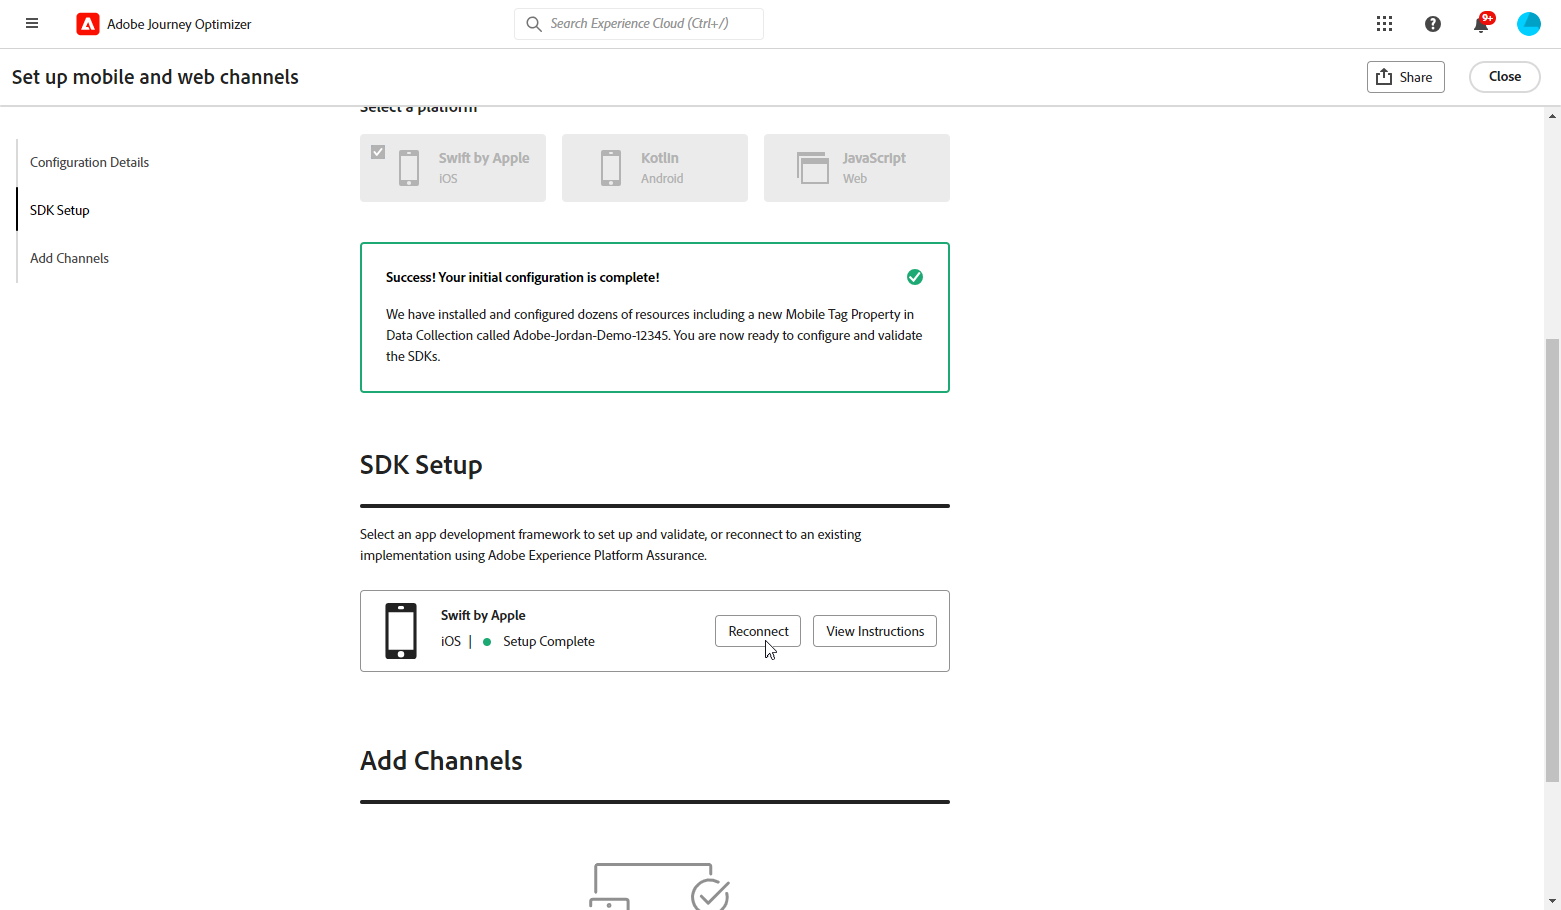 Adobe Journey Optimizer
Search Experience Cloud (Ctrl+/)
9+
Set up mobile and web channels
Share
Close
Configuration Details
SDK Setup
Add Channels
Select a platform
Swift by Apple
iOS
Kotlin
Android
JavaScript
Web
Success! Your initial configuration is complete!
We have installed and configured dozens of resources including a new Mobile Tag Property in
Data Collection called Adobe-Jordan-Demo-12345. You are now ready to configure and validate
the SDKs.
SDK Setup
Select an app development framework to set up and validate, or reconnect to an existing
implementation using Adobe Experience Platform Assurance.
Swift by Apple
iOS | Setup Complete
Reconnect
View Instructions
Add Channels